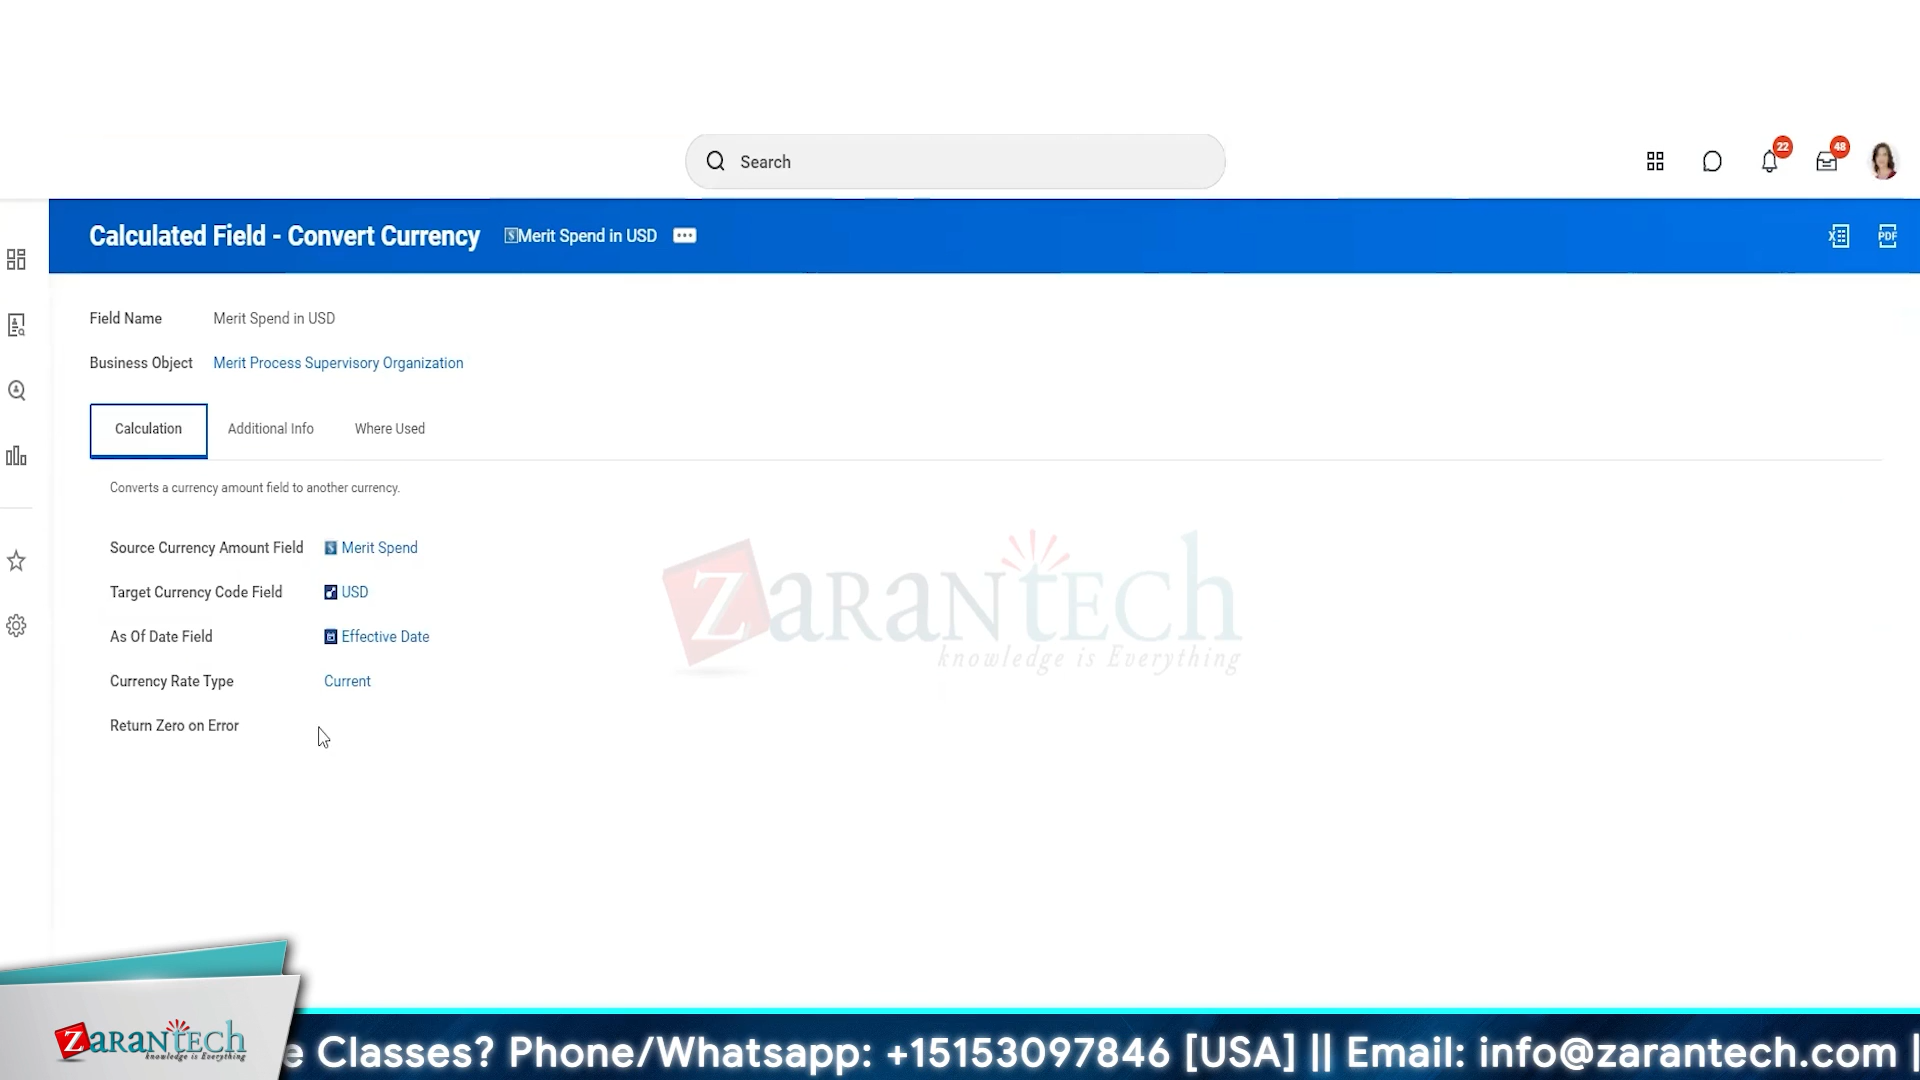 Search
22
48
Calculated Field - Convert Currency
Merit Spend in USD
PDF
Field Name
Merit Spend in USD
Business Object
Merit Process Supervisory Organization
Calculation
Additional Info
Where Used
Converts a currency amount field to another currency.
Source Currency Amount Field
Merit Spend
Target Currency Code Field
USD
As Of Date Field
Effective Date
Currency Rate Type
Current
Return Zero on Error
ZARANTECH
knowledge is Everything
ZARANTECH
knowledge is Everything
e Classes? Phone/Whatsapp: +15153097846 [USA] || Email: info@zarantech.com |